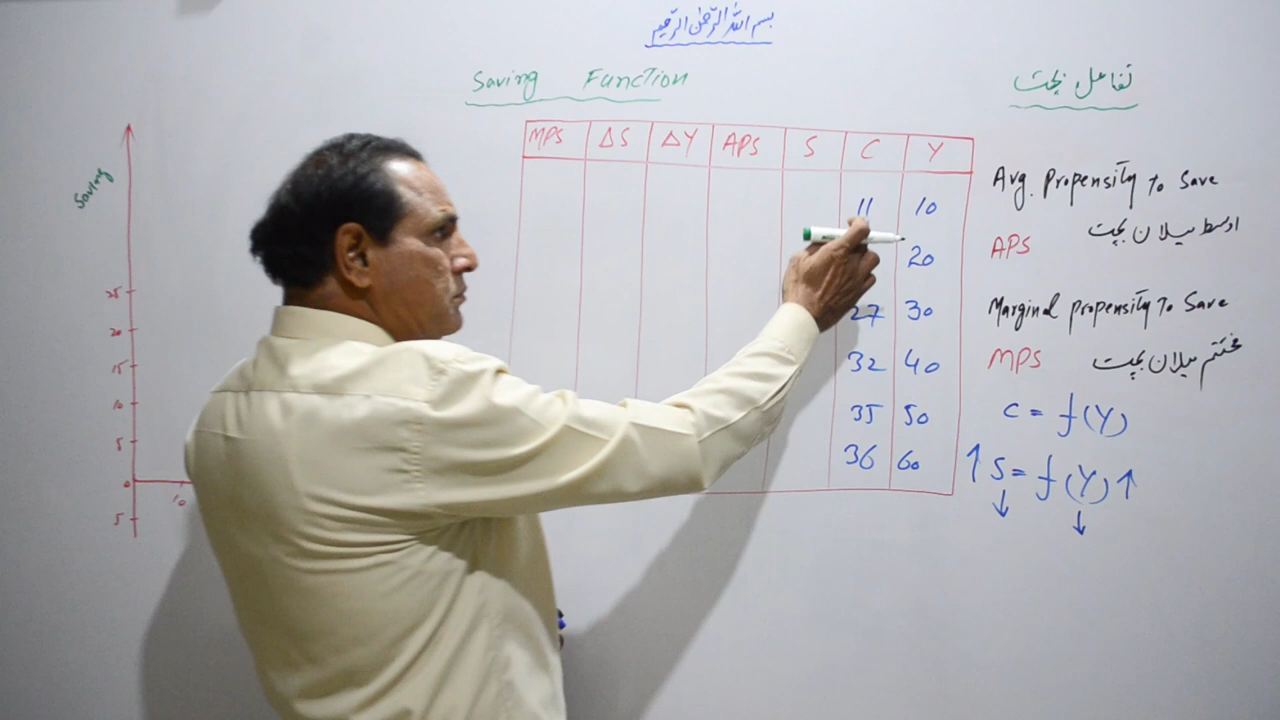 بسم اللہ الرحمٰن الرحیم
Saving Function
تفاعل بچت
Saving
25
20
15
10
5
0
5
10
MPS ΔS ΔY APS S C Y
11 10
20
27 30
32 40
35 50
36 60
Avg. Propensity To Save
اوسط میلان بچت
APS
Marginal propensity To Save
مختتم میلان بچت
MPS
C = f(Y)
↑ S = f(Y) ↑
↓ ↓